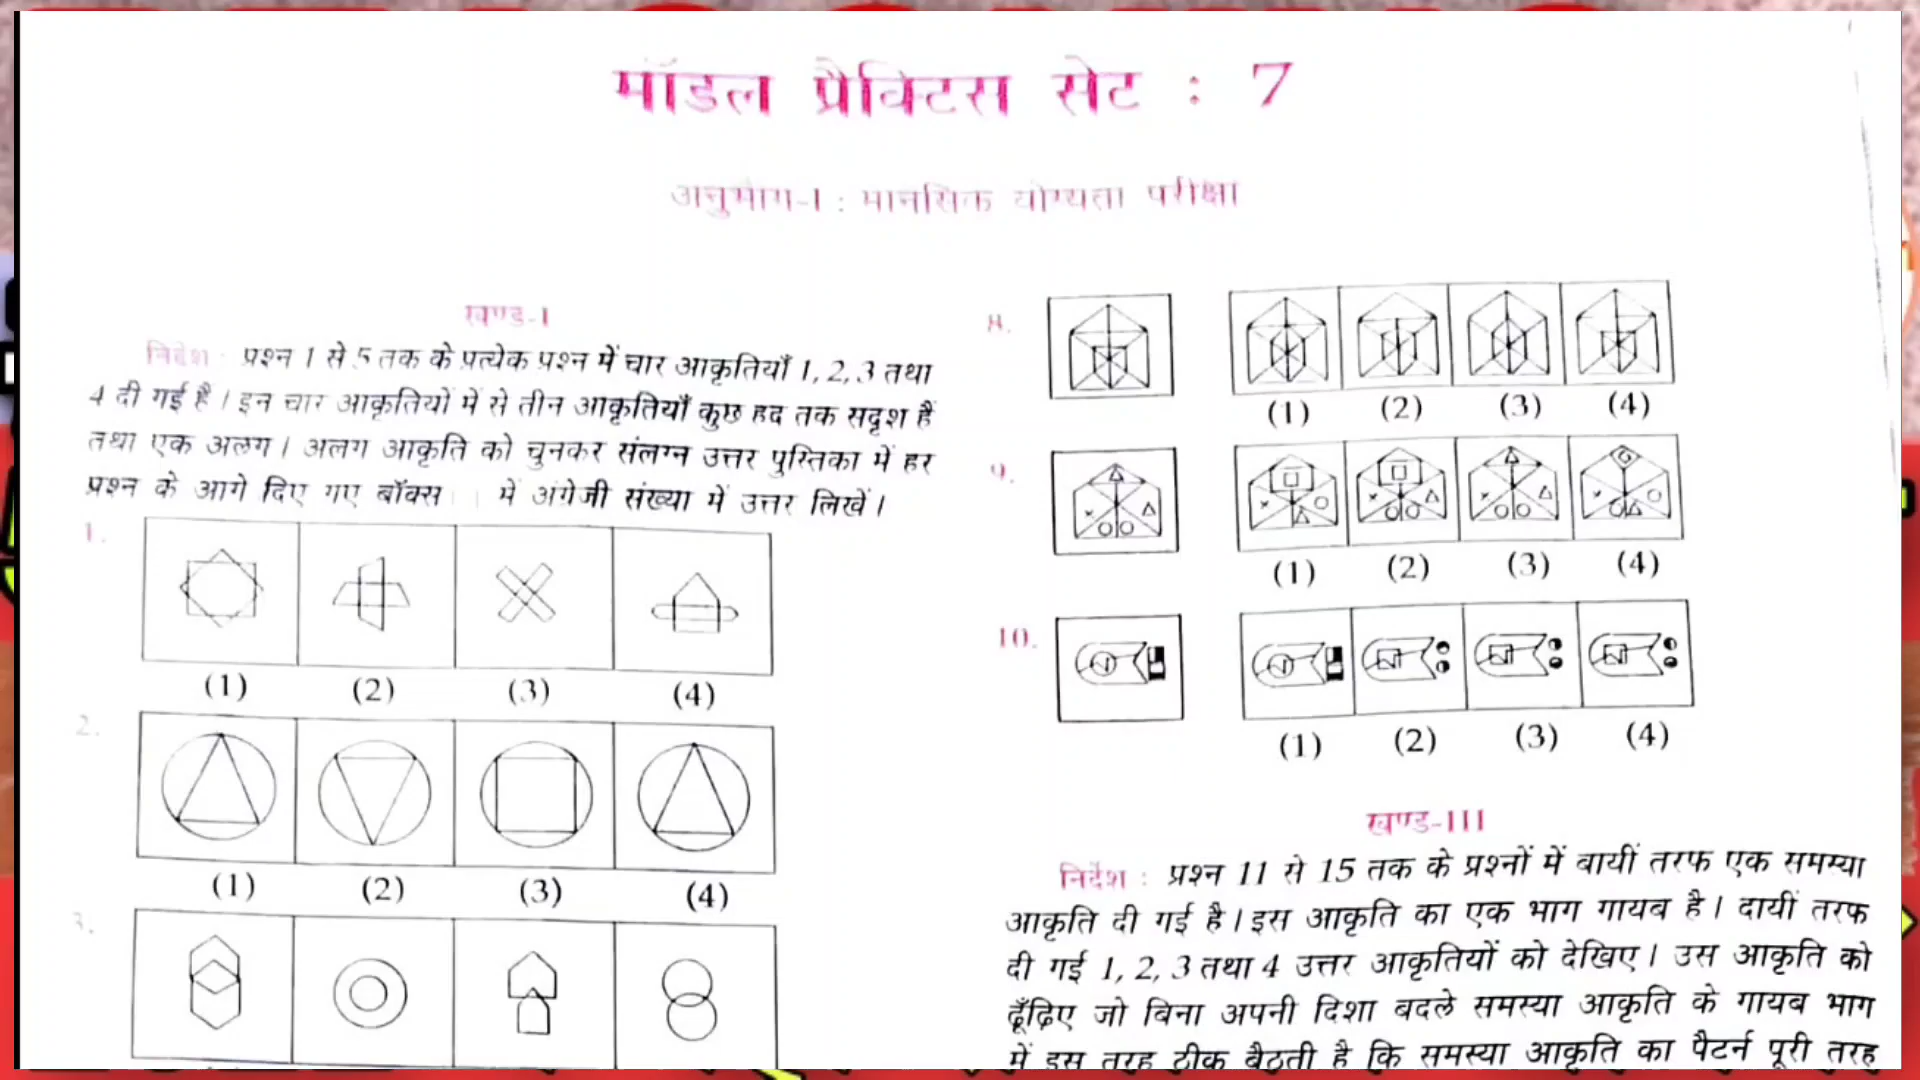 मॉडल प्रैक्टिस सेट : 7
अनुभाग-I : मानसिक योग्यता परीक्षा
खण्ड-I
निर्देश : प्रश्न 1 से 5 तक के प्रत्येक प्रश्न में चार आकृतियाँ 1, 2, 3 तथा
4 दी गई हैं । इन चार आकृतियों में से तीन आकृतियाँ कुछ हद तक सदृश हैं
तथा एक अलग । अलग आकृति को चुनकर संलग्न उत्तर पुस्तिका में हर
प्रश्न के आगे दिए गए बॉक्स में अंग्रेजी संख्या में उत्तर लिखें ।
1.
(1) (2) (3) (4)
2.
(1) (2) (3) (4)
3.
8.
(1) (2) (3) (4)
9.
(1) (2) (3) (4)
10.
(1) (2) (3) (4)
खण्ड-III
निर्देश : प्रश्न 11 से 15 तक के प्रश्नों में बायीं तरफ एक समस्या
आकृति दी गई है । इस आकृति का एक भाग गायब है । दायीं तरफ
दी गई 1, 2, 3 तथा 4 उत्तर आकृतियों को देखिए । उस आकृति को
ढूँढ़िए जो बिना अपनी दिशा बदले समस्या आकृति के गायब भाग
में इस तरह ठीक बैठती है कि समस्या आकृति का पैटर्न पूरी तरह